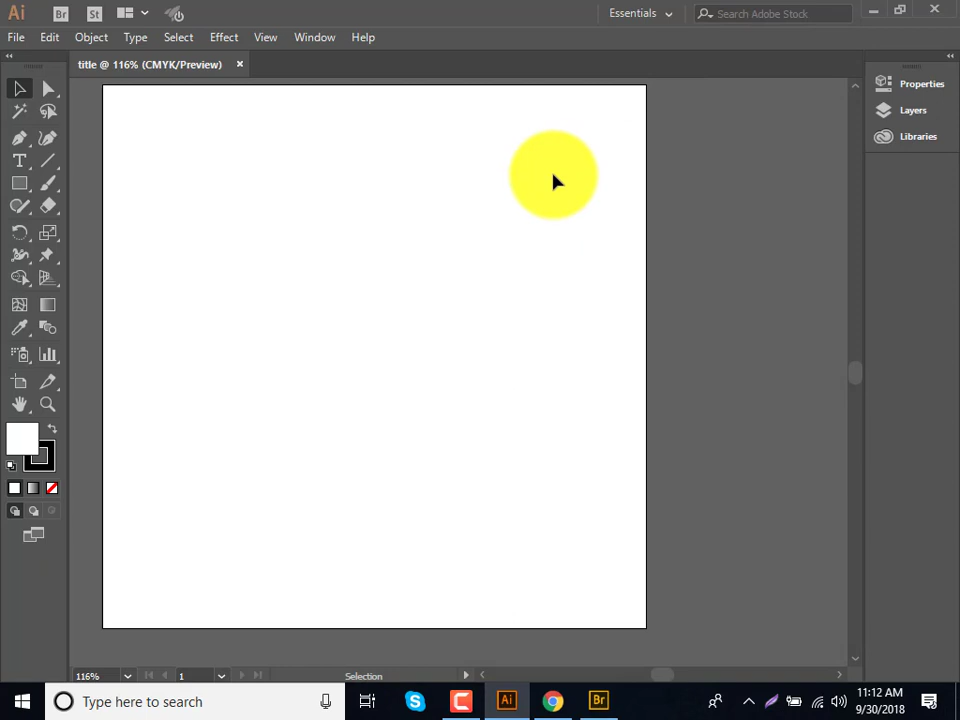 Ai Br St Essentials Search Adobe Stock
File Edit Object Type Select Effect View Window Help
title @ 116% (CMYK/Preview) ×
Properties
Layers
Libraries
T
116% 1 Selection
Type here to search Ai Br 11:12 AM
9/30/2018